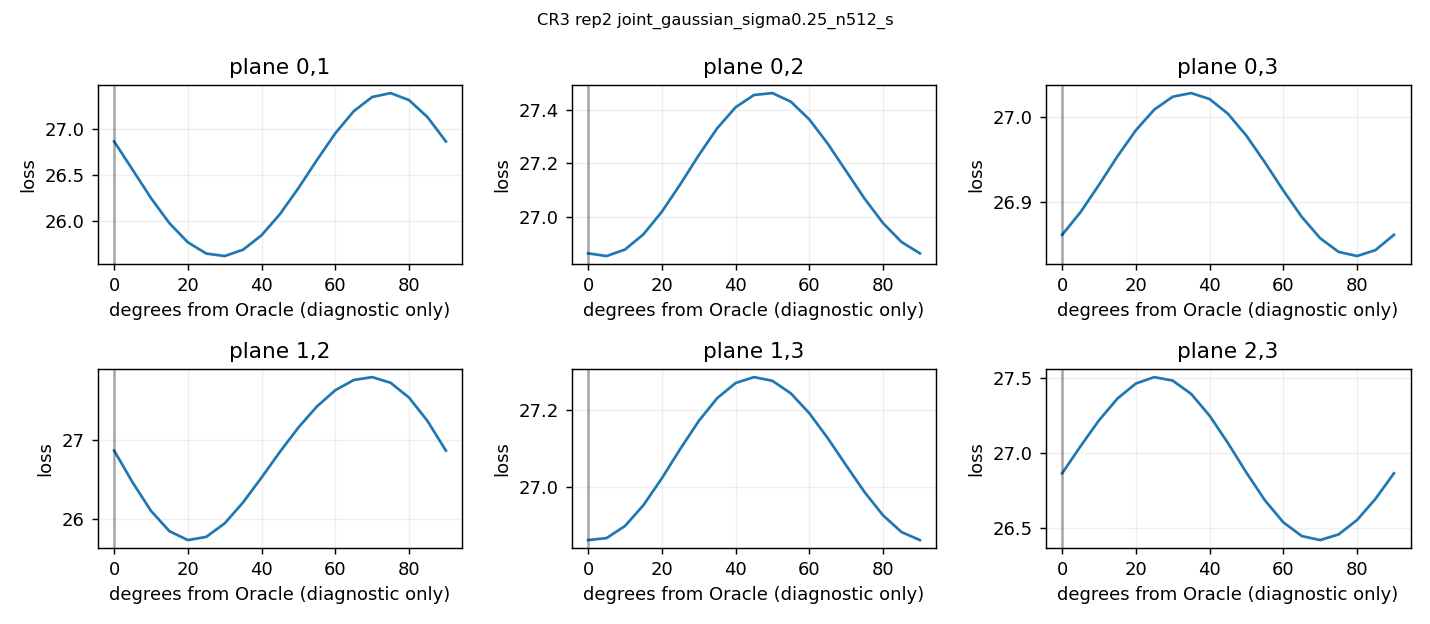 CR3 rep2 joint_gaussian_sigma0.25_n512_s
plane 0,1
loss
27.0
26.5
26.0
0 20 40 60 80
degrees from Oracle (diagnostic only)
plane 0,2
loss
27.4
27.2
27.0
0 20 40 60 80
degrees from Oracle (diagnostic only)
plane 0,3
loss
27.0
26.9
0 20 40 60 80
degrees from Oracle (diagnostic only)
plane 1,2
loss
27
26
0 20 40 60 80
degrees from Oracle (diagnostic only)
plane 1,3
loss
27.2
27.0
0 20 40 60 80
degrees from Oracle (diagnostic only)
plane 2,3
loss
27.5
27.0
26.5
0 20 40 60 80
degrees from Oracle (diagnostic only)